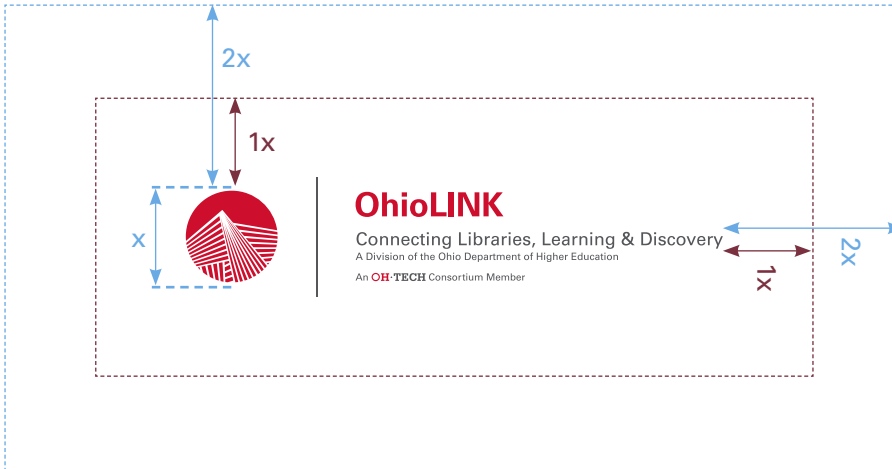 2x
1x
x
OhioLINK
Connecting Libraries, Learning & Discovery
A Division of the Ohio Department of Higher Education
An OH·TECH Consortium Member
2x
1x